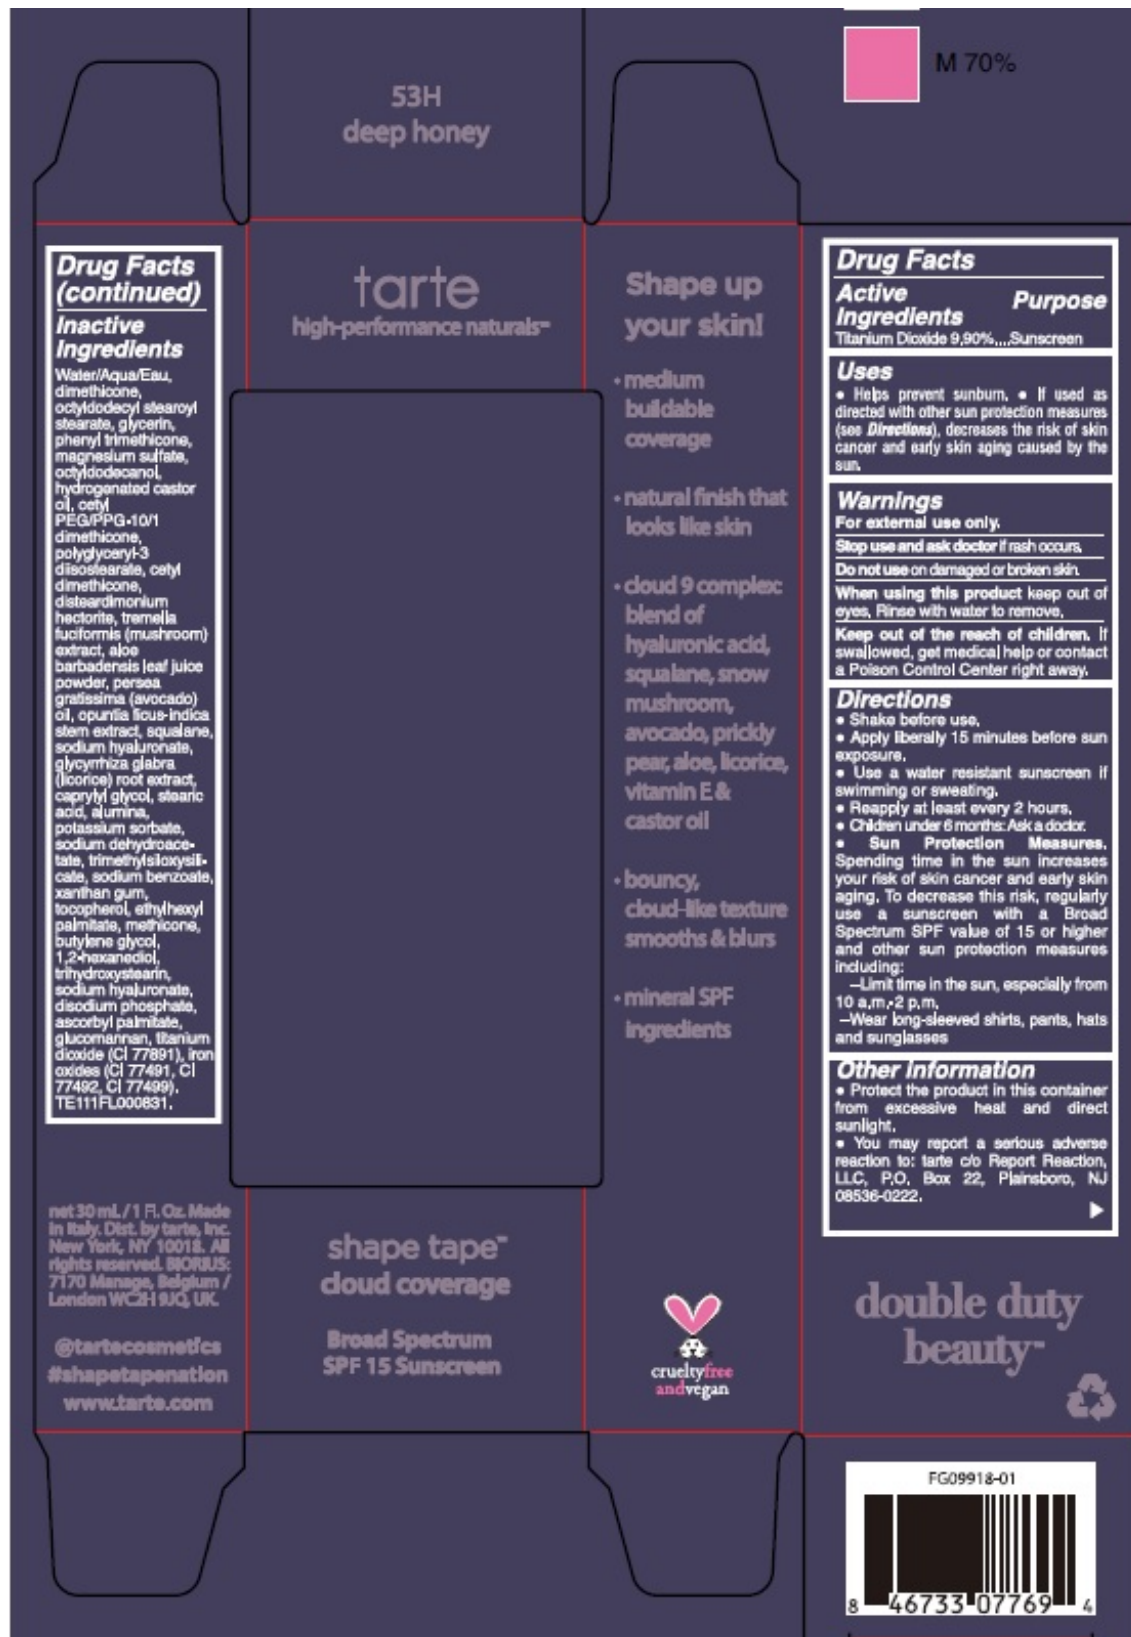 M 70%
53H
deep honey
Drug Facts
(continued)
Inactive
Ingredients
Water/Aqua/Eau,
dimethicone,
octyldodecyl stearoyl
stearate, glycerin,
phenyl trimethicone,
magnesium sulfate,
octyldodecanol,
hydrogenated castor
oil, cetyl
PEG/PPG-10/1
dimethicone,
polyglyceryl-3
diisostearate, cetyl
dimethicone,
disteardimonium
hectorite, tremella
fuciformis (mushroom)
extract, aloe
barbadensis leaf juice
powder, persea
gratissima (avocado)
oil, opuntia ficus-indica
stem extract, squalane,
sodium hyaluronate,
glycyrrhiza glabra
(licorice) root extract,
caprylyl glycol, stearic
acid, alumina,
potassium sorbate,
sodium dehydroace-
tate, trimethylsiloxysili-
cate, sodium benzoate,
xanthan gum,
tocopherol, ethylhexyl
palmitate, methicone,
butylene glycol,
1,2-hexanediol,
trihydroxystearin,
sodium hyaluronate,
disodium phosphate,
ascorbyl palmitate,
glucomannan, titanium
dioxide (CI 77891), iron
oxides (CI 77491, CI
77492, CI 77499).
TE111FL000831.
net 30 mL / 1 Fl. Oz. Made
in Italy. Dist. by tarte, inc.
New York, NY 10018. All
rights reserved. BIORIUS:
7170 Manage, Belgium /
London WC2H 9JQ, UK.
@tartecosmetics
#shapetapenation
www.tarte.com
tarte
high-performance naturals™
shape tape™
cloud coverage
Broad Spectrum
SPF 15 Sunscreen
Shape up
your skin!
• medium
buildable
coverage
• natural finish that
looks like skin
• cloud 9 complex:
blend of
hyaluronic acid,
squalane, snow
mushroom,
avocado, prickly
pear, aloe, licorice,
vitamin E &
castor oil
• bouncy,
cloud-like texture
smooths & blurs
• mineral SPF
ingredients
crueltyfree
andvegan
Drug Facts
Active
Ingredients Purpose
Titanium Dioxide 9.90%....Sunscreen
Uses
• Helps prevent sunburn. • If used as
directed with other sun protection measures
(see Directions), decreases the risk of skin
cancer and early skin aging caused by the
sun.
Warnings
For external use only.
Stop use and ask doctor if rash occurs.
Do not use on damaged or broken skin.
When using this product keep out of
eyes. Rinse with water to remove.
Keep out of the reach of children. If
swallowed, get medical help or contact
a Poison Control Center right away.
Directions
• Shake before use.
• Apply liberally 15 minutes before sun
exposure.
• Use a water resistant sunscreen if
swimming or sweating.
• Reapply at least every 2 hours.
• Children under 6 months: Ask a doctor.
• Sun Protection Measures.
Spending time in the sun increases
your risk of skin cancer and early skin
aging. To decrease this risk, regularly
use a sunscreen with a Broad
Spectrum SPF value of 15 or higher
and other sun protection measures
including:
–Limit time in the sun, especially from
10 a.m.-2 p.m.
–Wear long-sleeved shirts, pants, hats
and sunglasses
Other Information
• Protect the product in this container
from excessive heat and direct
sunlight.
• You may report a serious adverse
reaction to: tarte c/o Report Reaction,
LLC, P.O. Box 22, Plainsboro, NJ
08536-0222.
double duty
beauty™
FG09918-01
8 46733 07769 4